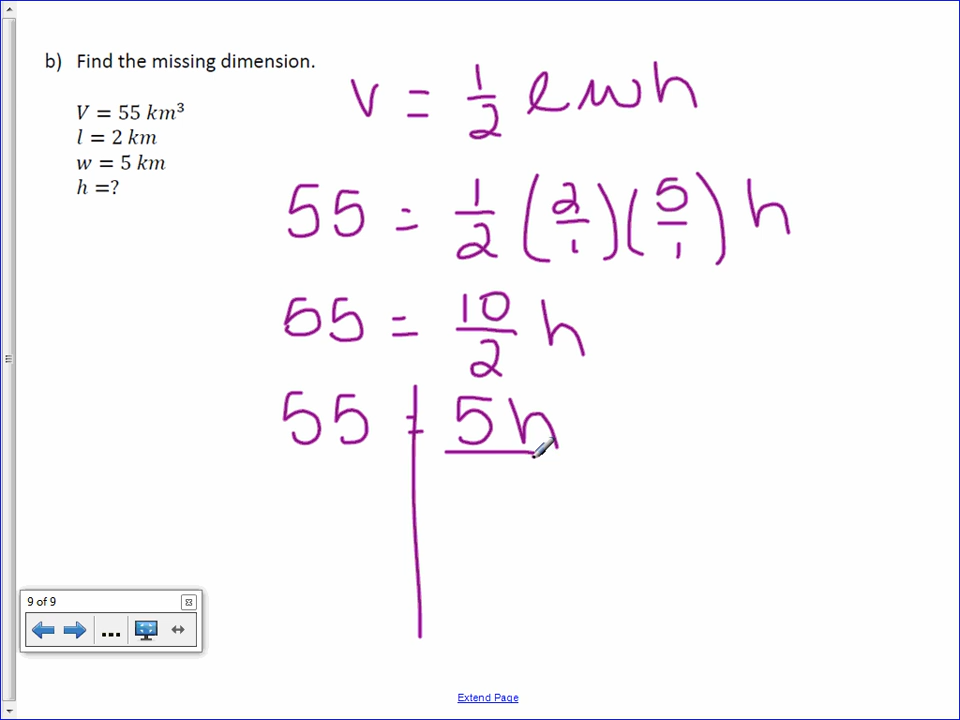 b) Find the missing dimension.
V = 55 km³
l = 2 km
w = 5 km
h =?
V = 1/2 l w h
55 = 1/2 (2/1)(5/1) h
55 = 10/2 h
55 = 5h
9 of 9
...
Extend Page